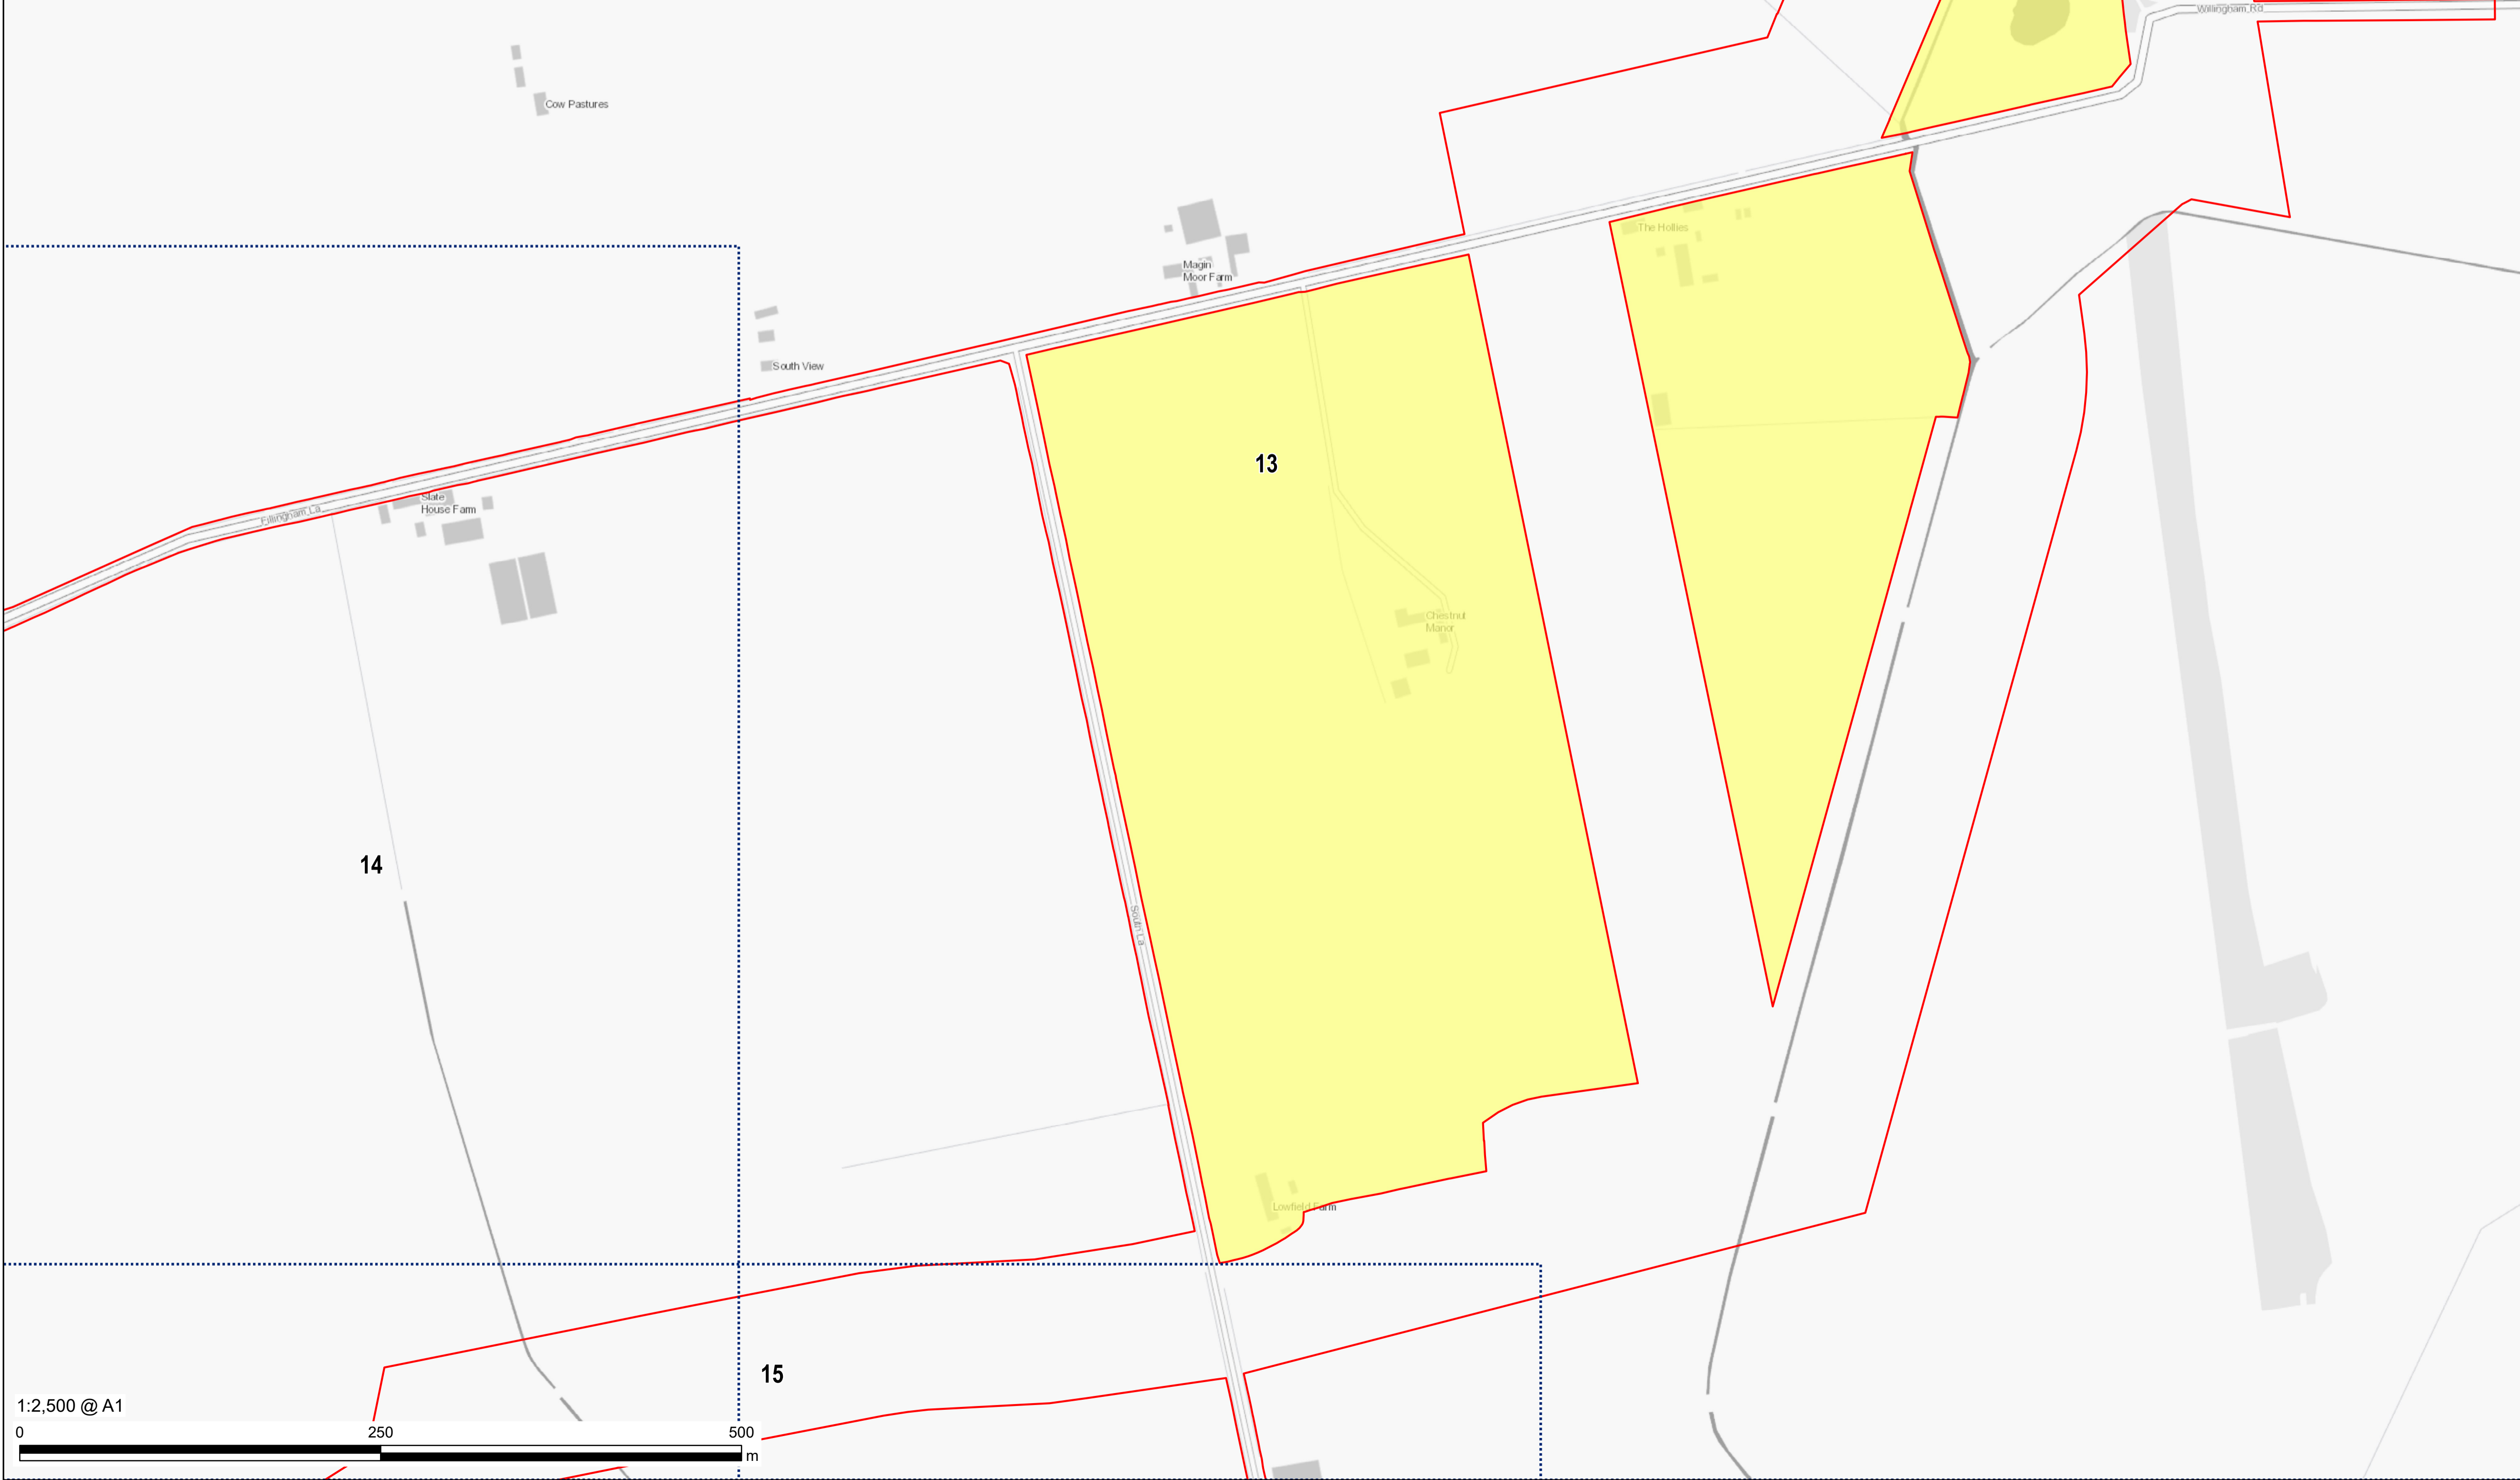 Willingham Rd
Cow Pastures
The Hollies
Magin
Moor Farm
South View
13
Slate
House Farm
Fillingham La
Chestnut
Manor
14
South La
Lowfield Farm
15
1:2,500 @ A1
0 250 500
m